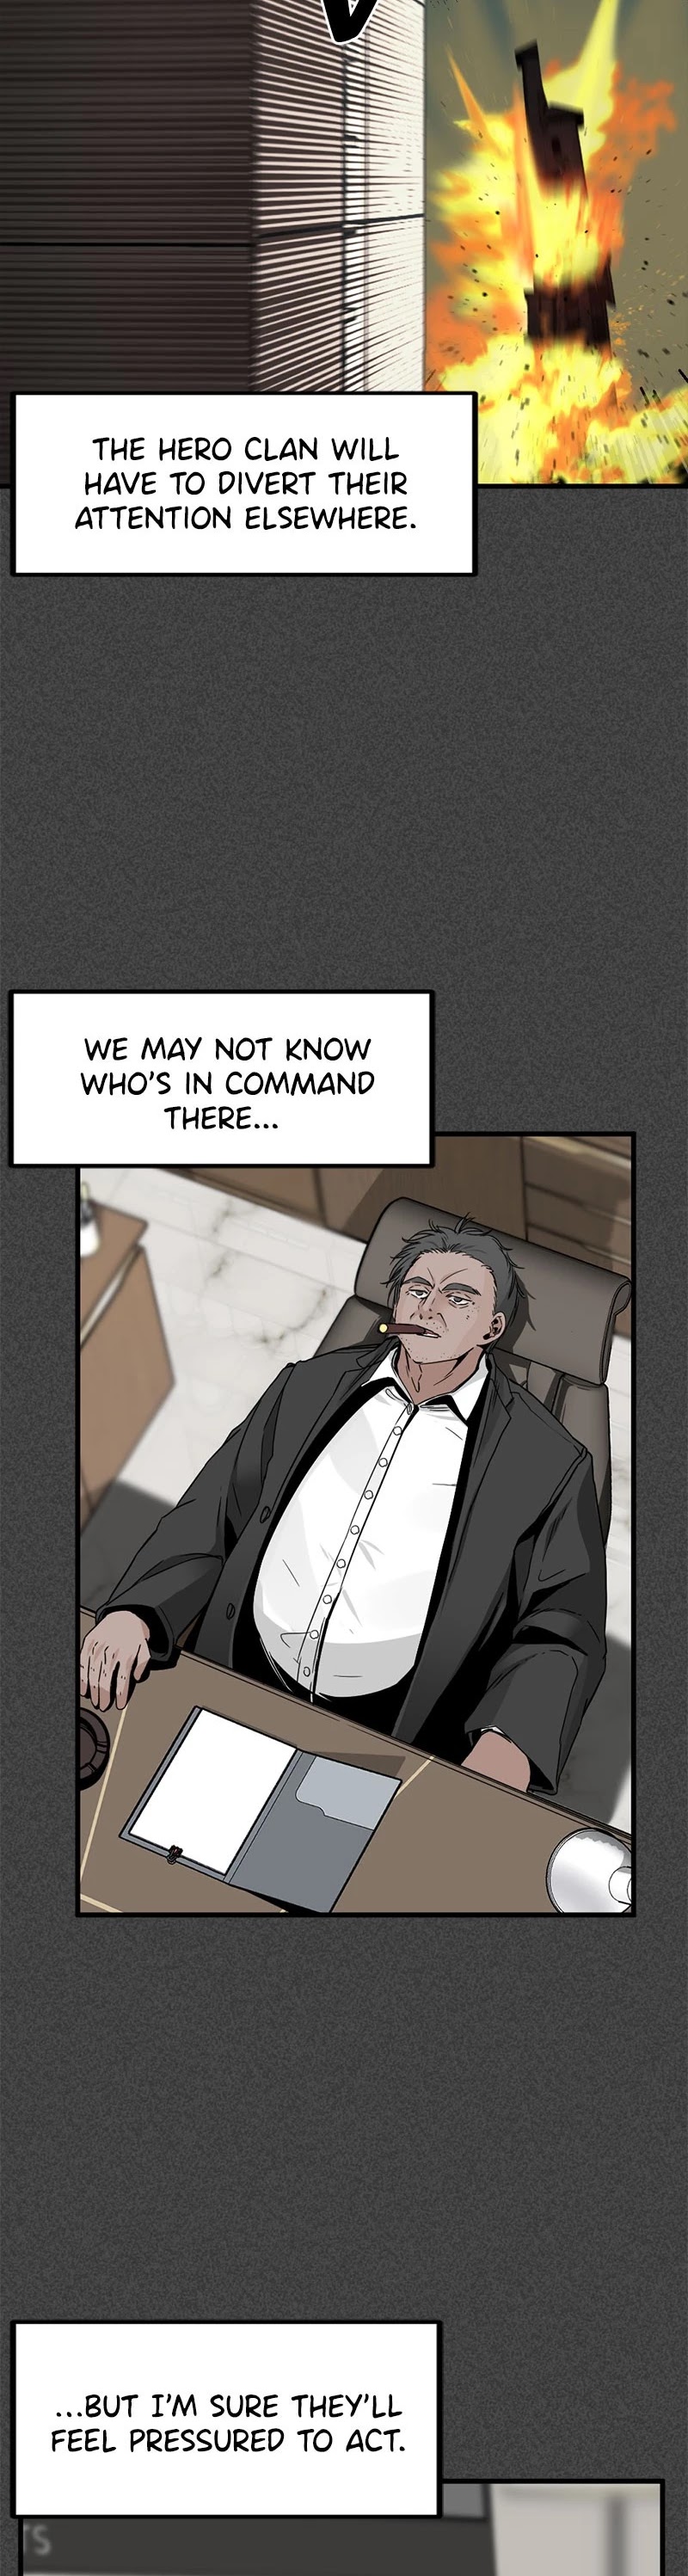 THE HERO CLAN WILL
HAVE TO DIVERT THEIR
ATTENTION ELSEWHERE.
WE MAY NOT KNOW
WHO'S IN COMMAND
THERE...
...BUT I'M SURE THEY'LL
FEEL PRESSURED TO ACT.